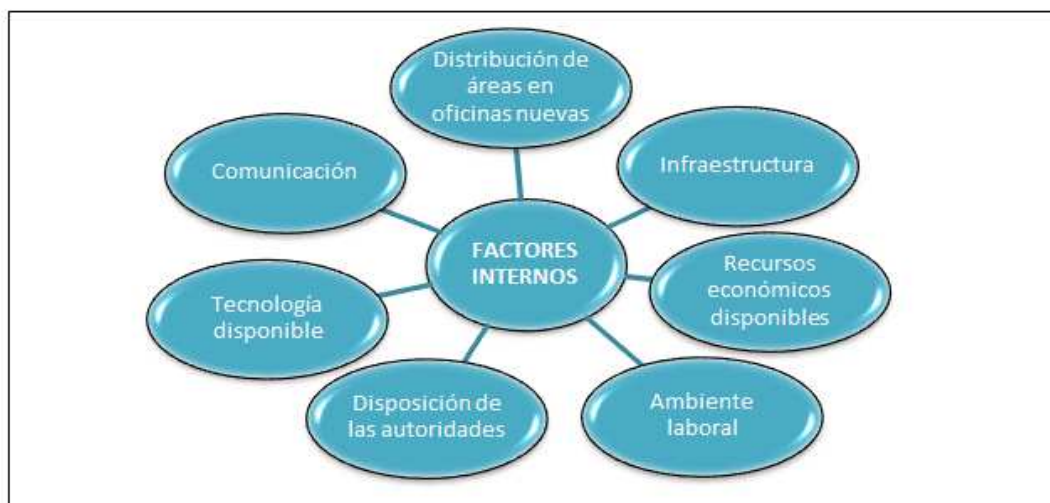 Distribución de
áreas en
oficinas nuevas
Infraestructura
Recursos
económicos
disponibles
Ambiente
laboral
Disposición de
las autoridades
Tecnología
disponible
Comunicación
FACTORES
INTERNOS